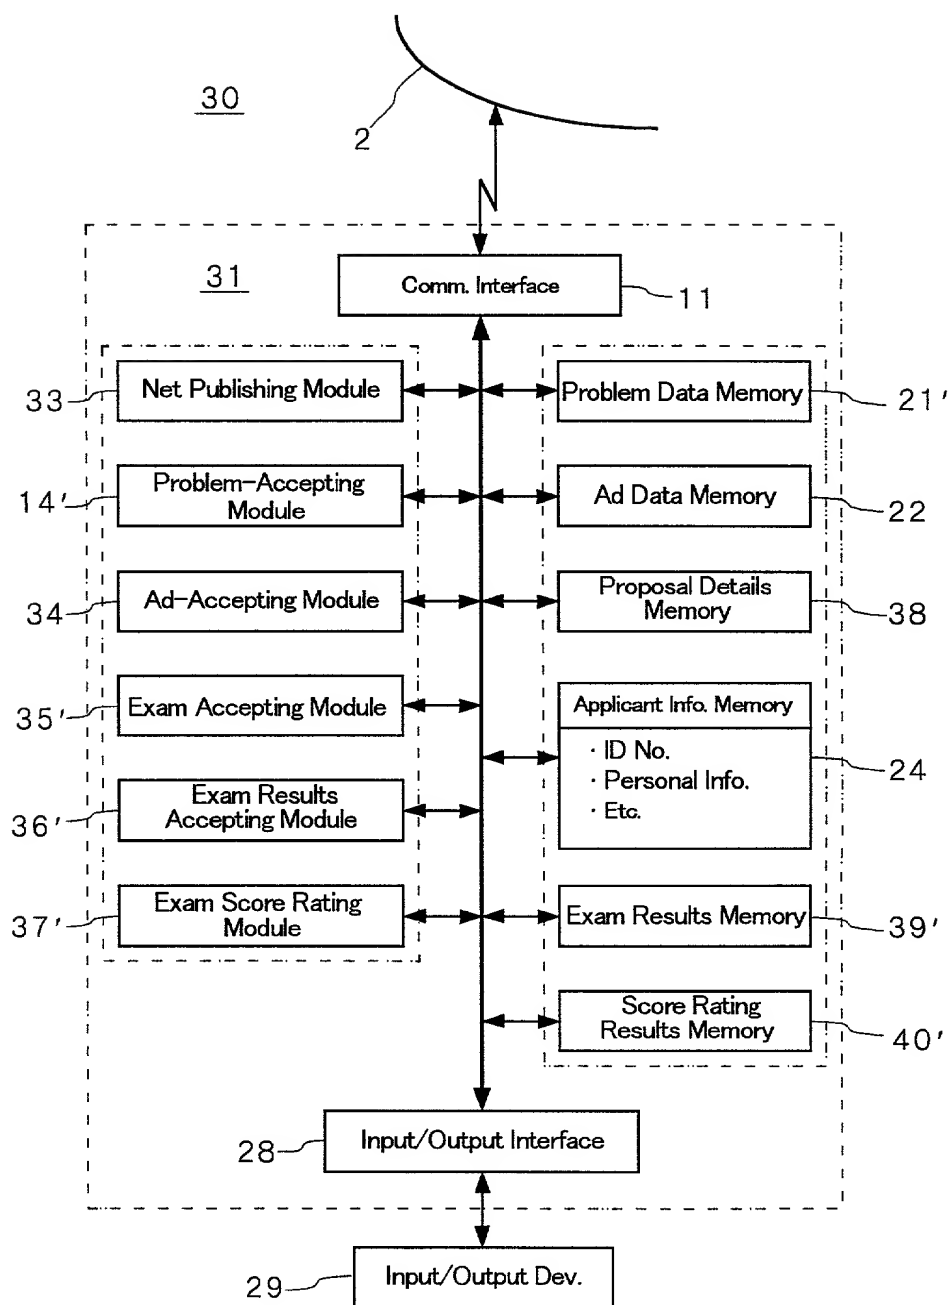 30
2
31
Comm. Interface
11
33
Net Publishing Module
Problem Data Memory
21'
14'
Problem-Accepting
Module
Ad Data Memory
22
34
Ad-Accepting Module
Proposal Details
Memory
38
35'
Exam Accepting Module
Applicant Info. Memory
· ID No.
· Personal Info.
· Etc.
24
36'
Exam Results
Accepting Module
37'
Exam Score Rating
Module
Exam Results Memory
39'
Score Rating
Results Memory
40'
28
Input/Output Interface
29
Input/Output Dev.